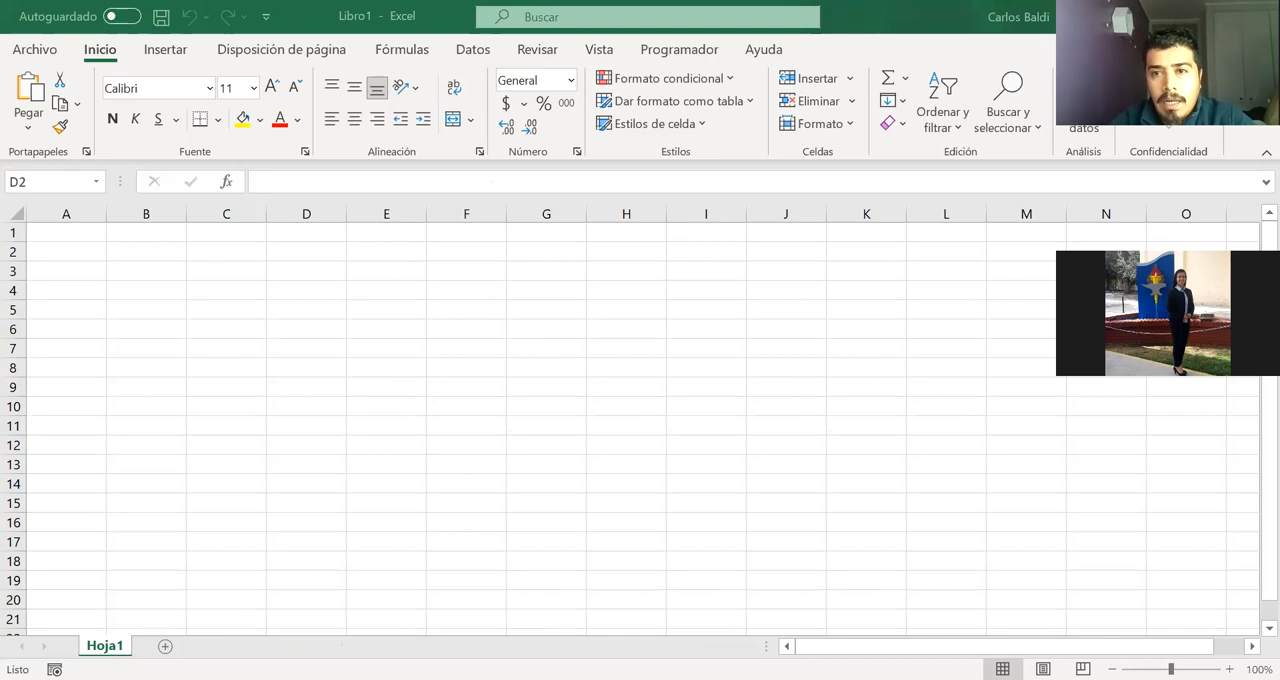 Autoguardado
Libro1 - Excel
Buscar
Carlos Baldi
Archivo Inicio Insertar Disposición de página Fórmulas Datos Revisar Vista Programador Ayuda
Pegar
Calibri 11
N K S
General
$ % 000
Formato condicional
Dar formato como tabla
Estilos de celda
Insertar
Eliminar
Formato
Ordenar y filtrar
Buscar y seleccionar
datos
Portapapeles Fuente Alineación Número Estilos Celdas Edición Análisis Confidencialidad
D2 fx
A B C D E F G H I J K L M N O
1
2
3
4
5
6
7
8
9
10
11
12
13
14
15
16
17
18
19
20
21
Hoja1
Listo 100%